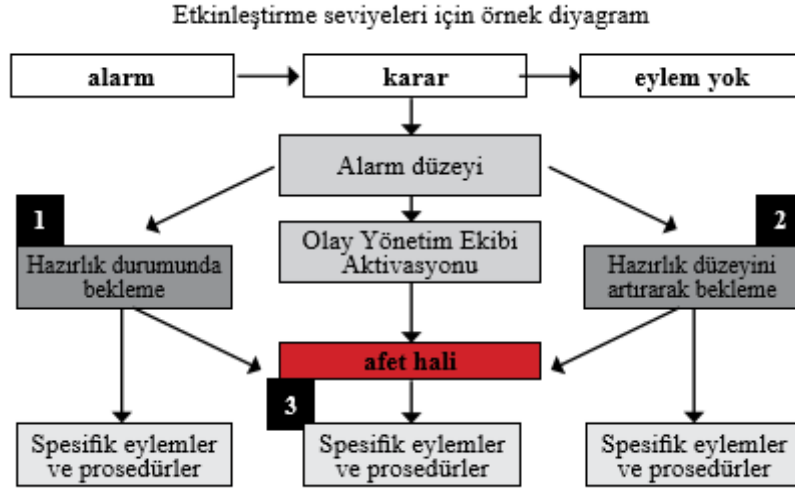 Etkinleştirme seviyeleri için örnek diyagram
alarm
karar
eylem yok
Alarm düzeyi
1
2
Hazırlık durumunda
bekleme
Olay Yönetim Ekibi
Aktivasyonu
Hazırlık düzeyini
artırarak bekleme
afet hali
3
Spesifik eylemler
ve prosedürler
Spesifik eylemler
ve prosedürler
Spesifik eylemler
ve prosedürler